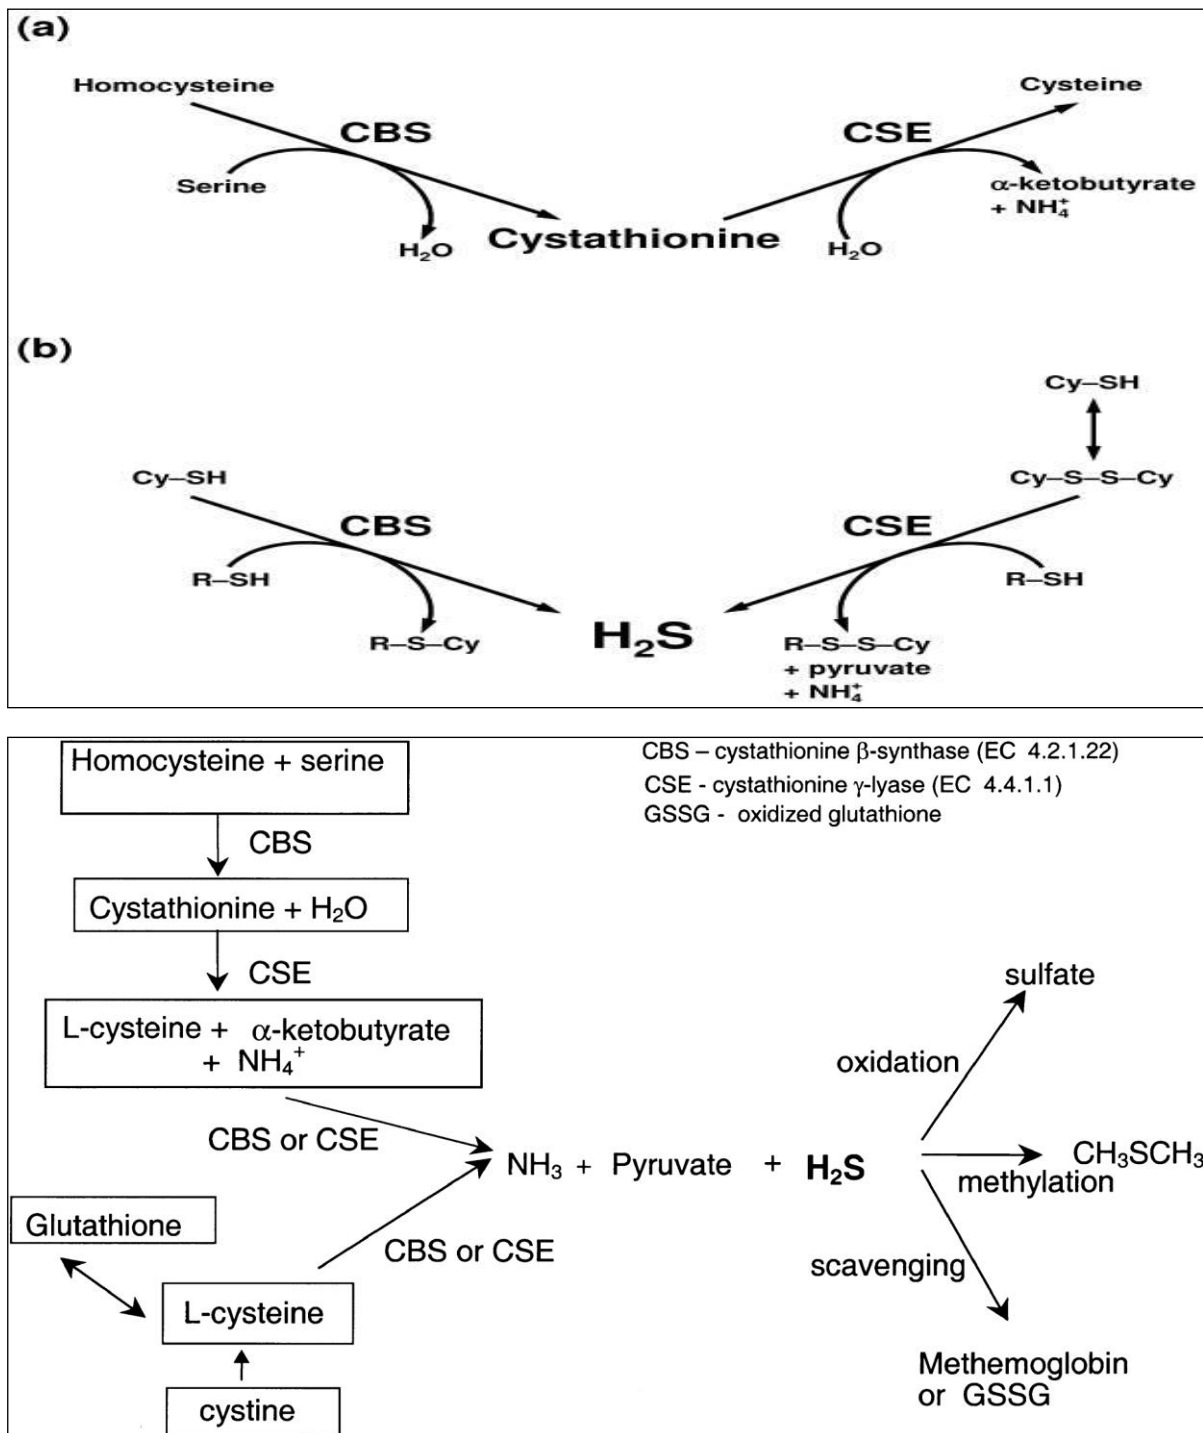 (a)
Homocysteine
Cysteine
CBS
CSE
Serine
α-ketobutyrate
+ NH₄⁺
H₂O
Cystathionine
H₂O
(b)
Cy–SH
Cy–SH
Cy–S–S–Cy
CBS
CSE
R–SH
R–SH
H₂S
R–S–Cy
R–S–S–Cy
+ pyruvate
+ NH₄⁺
Homocysteine + serine
CBS – cystathionine β-synthase (EC 4.2.1.22)
CSE - cystathionine γ-lyase (EC 4.4.1.1)
GSSG - oxidized glutathione
CBS
Cystathionine + H₂O
CSE
sulfate
L-cysteine + α-ketobutyrate
+ NH₄⁺
oxidation
CBS or CSE
NH₃ + Pyruvate + H₂S
CH₃SCH₃
methylation
Glutathione
CBS or CSE
scavenging
L-cysteine
Methemoglobin
or GSSG
cystine